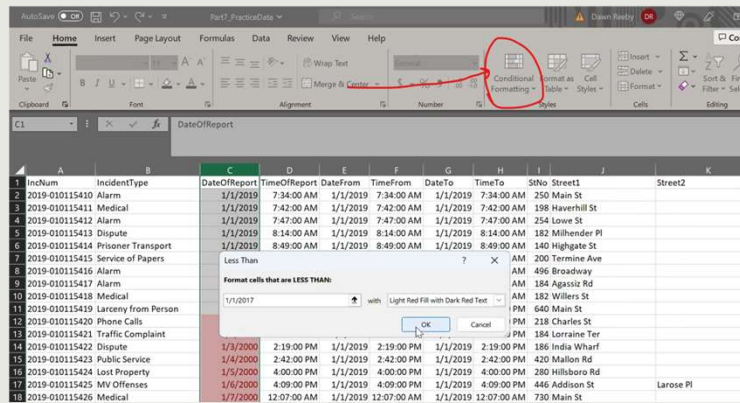 AutoSave Off Part7_PracticeData Search Dawn Reeby DR
File Home Insert Page Layout Formulas Data Review View Help
Paste
B I U
A A
Wrap Text
Merge & Center
General
$ % 9
Conditional Formatting
Format as Table
Cell Styles
Insert
Delete
Format
Sort &
Clipboard Font Alignment Number Styles Cells Editing
C1 fx DateOfReport
A B C D E F G H I J K
1 IncNum IncidentType DateOfReport TimeOfReport DateFrom TimeFrom DateTo TimeTo StNo Street1 Street2
2 2019-010115410 Alarm 1/1/2019 7:34:00 AM 1/1/2019 7:34:00 AM 1/1/2019 7:34:00 AM 250 Main St
3 2019-010115411 Medical 1/1/2019 7:42:00 AM 1/1/2019 7:42:00 AM 1/1/2019 7:42:00 AM 198 Haverhill St
4 2019-010115412 Alarm 1/1/2019 7:47:00 AM 1/1/2019 7:47:00 AM 1/1/2019 7:47:00 AM 254 Lowe St
5 2019-010115413 Dispute 1/1/2019 8:14:00 AM 1/1/2019 8:14:00 AM 1/1/2019 8:14:00 AM 182 Milhender Pl
6 2019-010115414 Prisoner Transport 1/1/2019 8:49:00 AM 1/1/2019 8:49:00 AM 1/1/2019 8:49:00 AM 140 Highgate St
7 2019-010115415 Service of Papers AM 200 Termine Ave
8 2019-010115416 Alarm AM 496 Broadway
9 2019-010115417 Alarm AM 184 Agassiz Rd
10 2019-010115418 Medical AM 182 Willers St
11 2019-010115419 Larceny from Person PM 640 Main St
12 2019-010115420 Phone Calls PM 218 Charles St
13 2019-010115421 Traffic Complaint PM 184 Lorraine Ter
Less Than ? X
Format cells that are LESS THAN:
1/1/2017 with Light Red Fill with Dark Red Text
OK Cancel
14 2019-010115422 Dispute 1/3/2000 2:19:00 PM 1/1/2019 2:19:00 PM 1/1/2019 2:19:00 PM 186 India Wharf
15 2019-010115423 Public Service 1/4/2000 2:42:00 PM 1/1/2019 2:42:00 PM 1/1/2019 2:42:00 PM 420 Mallon Rd
16 2019-010115424 Lost Property 1/5/2000 4:00:00 PM 1/1/2019 4:00:00 PM 1/1/2019 4:00:00 PM 280 Hillsboro Rd
17 2019-010115425 MV Offenses 1/6/2000 4:09:00 PM 1/1/2019 4:09:00 PM 1/1/2019 4:09:00 PM 446 Addison St Larose Pl
18 2019-010115426 Medical 1/7/2000 12:07:00 AM 1/1/2019 12:07:00 AM 1/1/2019 12:07:00 AM 730 Main St